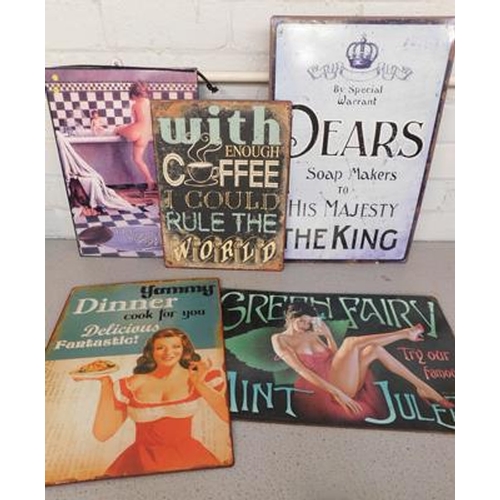 with
ENOUGH
COFFEE
I COULD
RULE THE
WORLD
By Special
Warrant
PEARS
Soap Makers
TO
HIS MAJESTY
THE KING
Yummy
Dinner
cook for you
Delicious
Fantastic!
GREEN FAIRY
Try our
famous
MINT JULEP